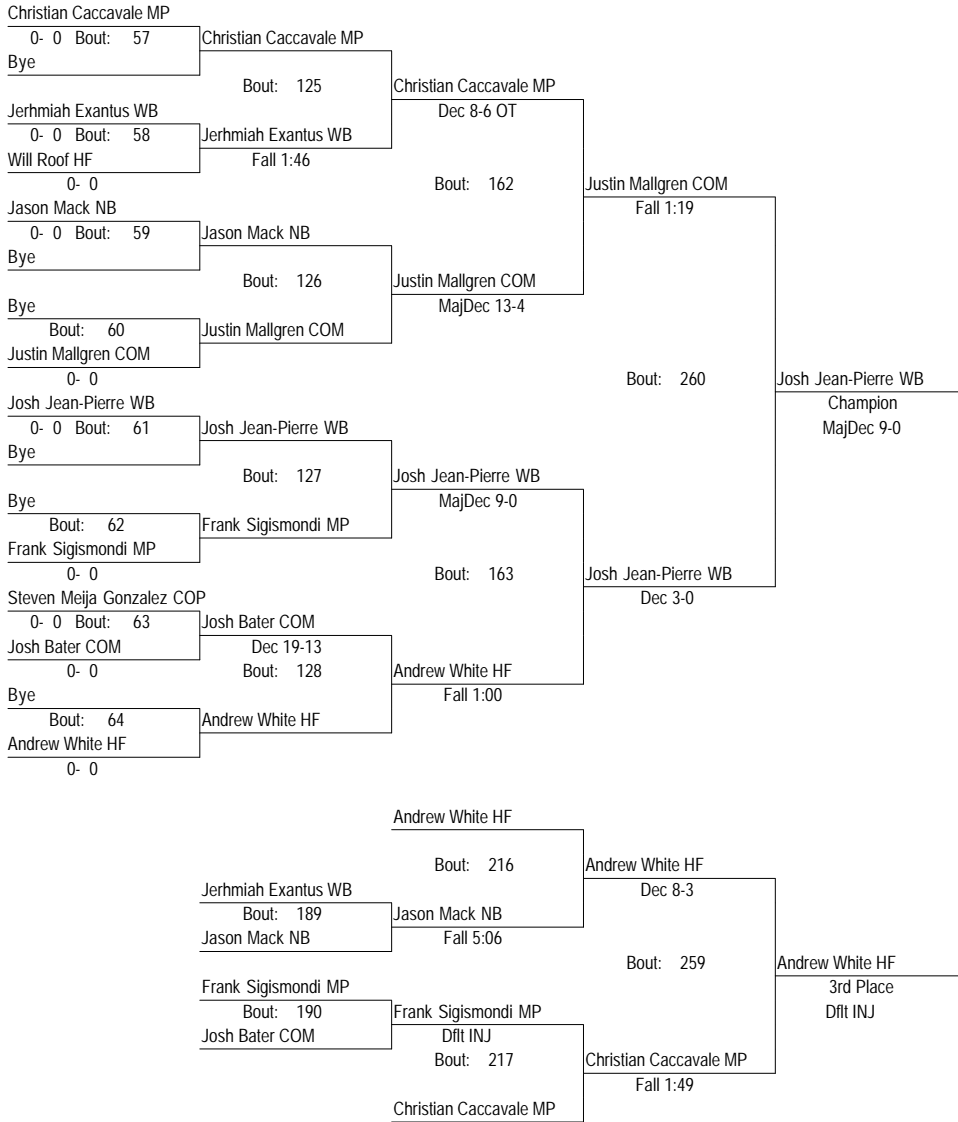 Christian Caccavale MP
0- 0 Bout: 57
Christian Caccavale MP
Bye
Bout: 125
Christian Caccavale MP
Dec 8-6 OT
Jerhmiah Exantus WB
0- 0 Bout: 58
Jerhmiah Exantus WB
Will Roof HF
Fall 1:46
0- 0
Bout: 162
Justin Mallgren COM
Fall 1:19
Jason Mack NB
0- 0 Bout: 59
Jason Mack NB
Bye
Bout: 126
Justin Mallgren COM
MajDec 13-4
Bye
Bout: 60
Justin Mallgren COM
Justin Mallgren COM
0- 0
Bout: 260
Josh Jean-Pierre WB
Champion
MajDec 9-0
Josh Jean-Pierre WB
0- 0 Bout: 61
Josh Jean-Pierre WB
Bye
Bout: 127
Josh Jean-Pierre WB
MajDec 9-0
Bye
Bout: 62
Frank Sigismondi MP
Frank Sigismondi MP
0- 0
Bout: 163
Josh Jean-Pierre WB
Dec 3-0
Steven Meija Gonzalez COP
0- 0 Bout: 63
Josh Bater COM
Josh Bater COM
Dec 19-13
0- 0
Bout: 128
Andrew White HF
Fall 1:00
Bye
Bout: 64
Andrew White HF
Andrew White HF
0- 0
Andrew White HF
Bout: 216
Andrew White HF
Dec 8-3
Jerhmiah Exantus WB
Bout: 189
Jason Mack NB
Jason Mack NB
Fall 5:06
Bout: 259
Andrew White HF
3rd Place
Dflt INJ
Frank Sigismondi MP
Bout: 190
Frank Sigismondi MP
Josh Bater COM
Dflt INJ
Bout: 217
Christian Caccavale MP
Fall 1:49
Christian Caccavale MP